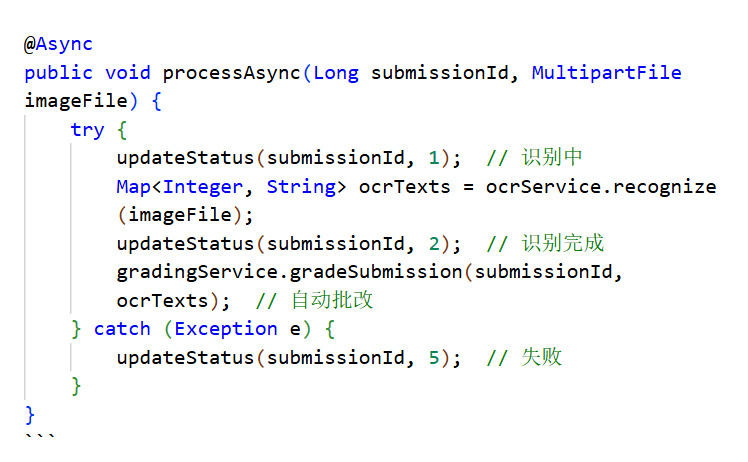 @Async
public void processAsync(Long submissionId, MultipartFile
imageFile) {
    try {
        updateStatus(submissionId, 1);  // 识别中
        Map<Integer, String> ocrTexts = ocrService.recognize
        (imageFile);
        updateStatus(submissionId, 2);  // 识别完成
        gradingService.gradeSubmission(submissionId,
        ocrTexts);  // 自动批改
    } catch (Exception e) {
        updateStatus(submissionId, 5);  // 失败
    }
}
```